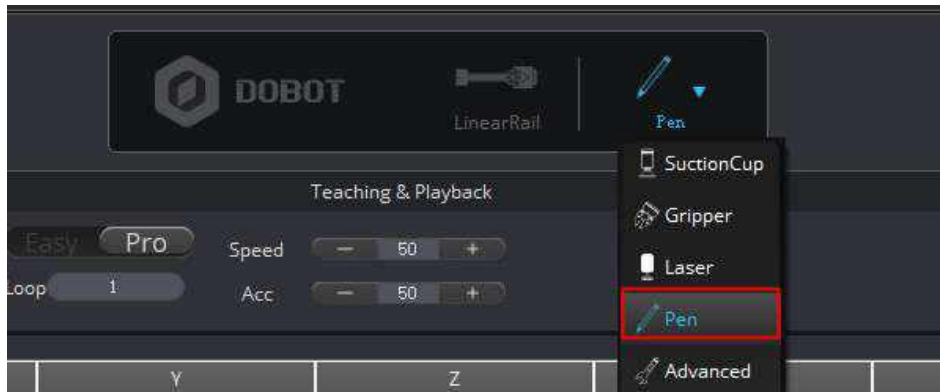 DOBOT
LinearRail
Pen
SuctionCup
Teaching & Playback
Gripper
Easy Pro Speed − 50 +
Laser
Loop 1 Acc − 50 +
Pen
Y Z
Advanced